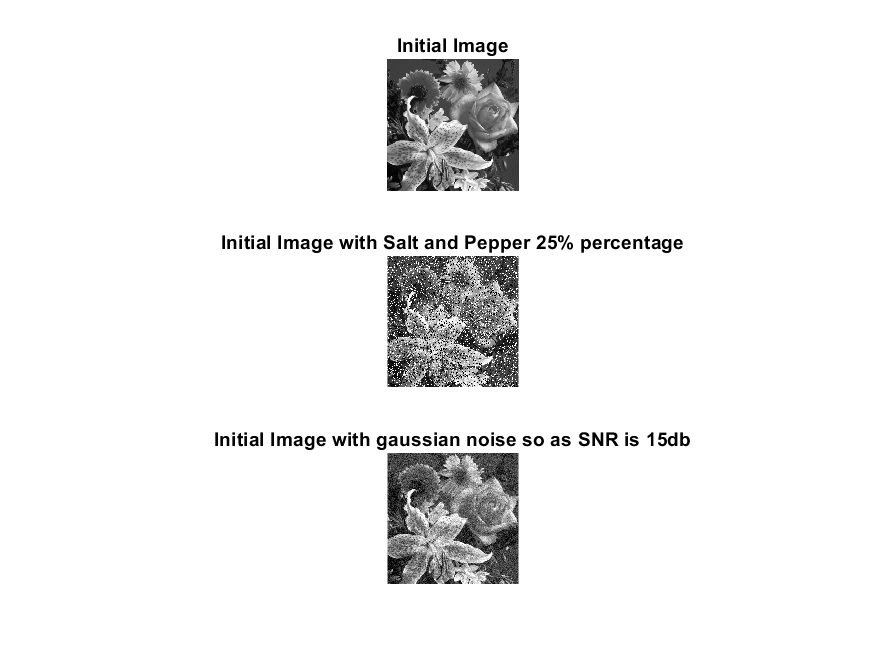 Initial Image
Initial Image with Salt and Pepper 25% percentage
Initial Image with gaussian noise so as SNR is 15db